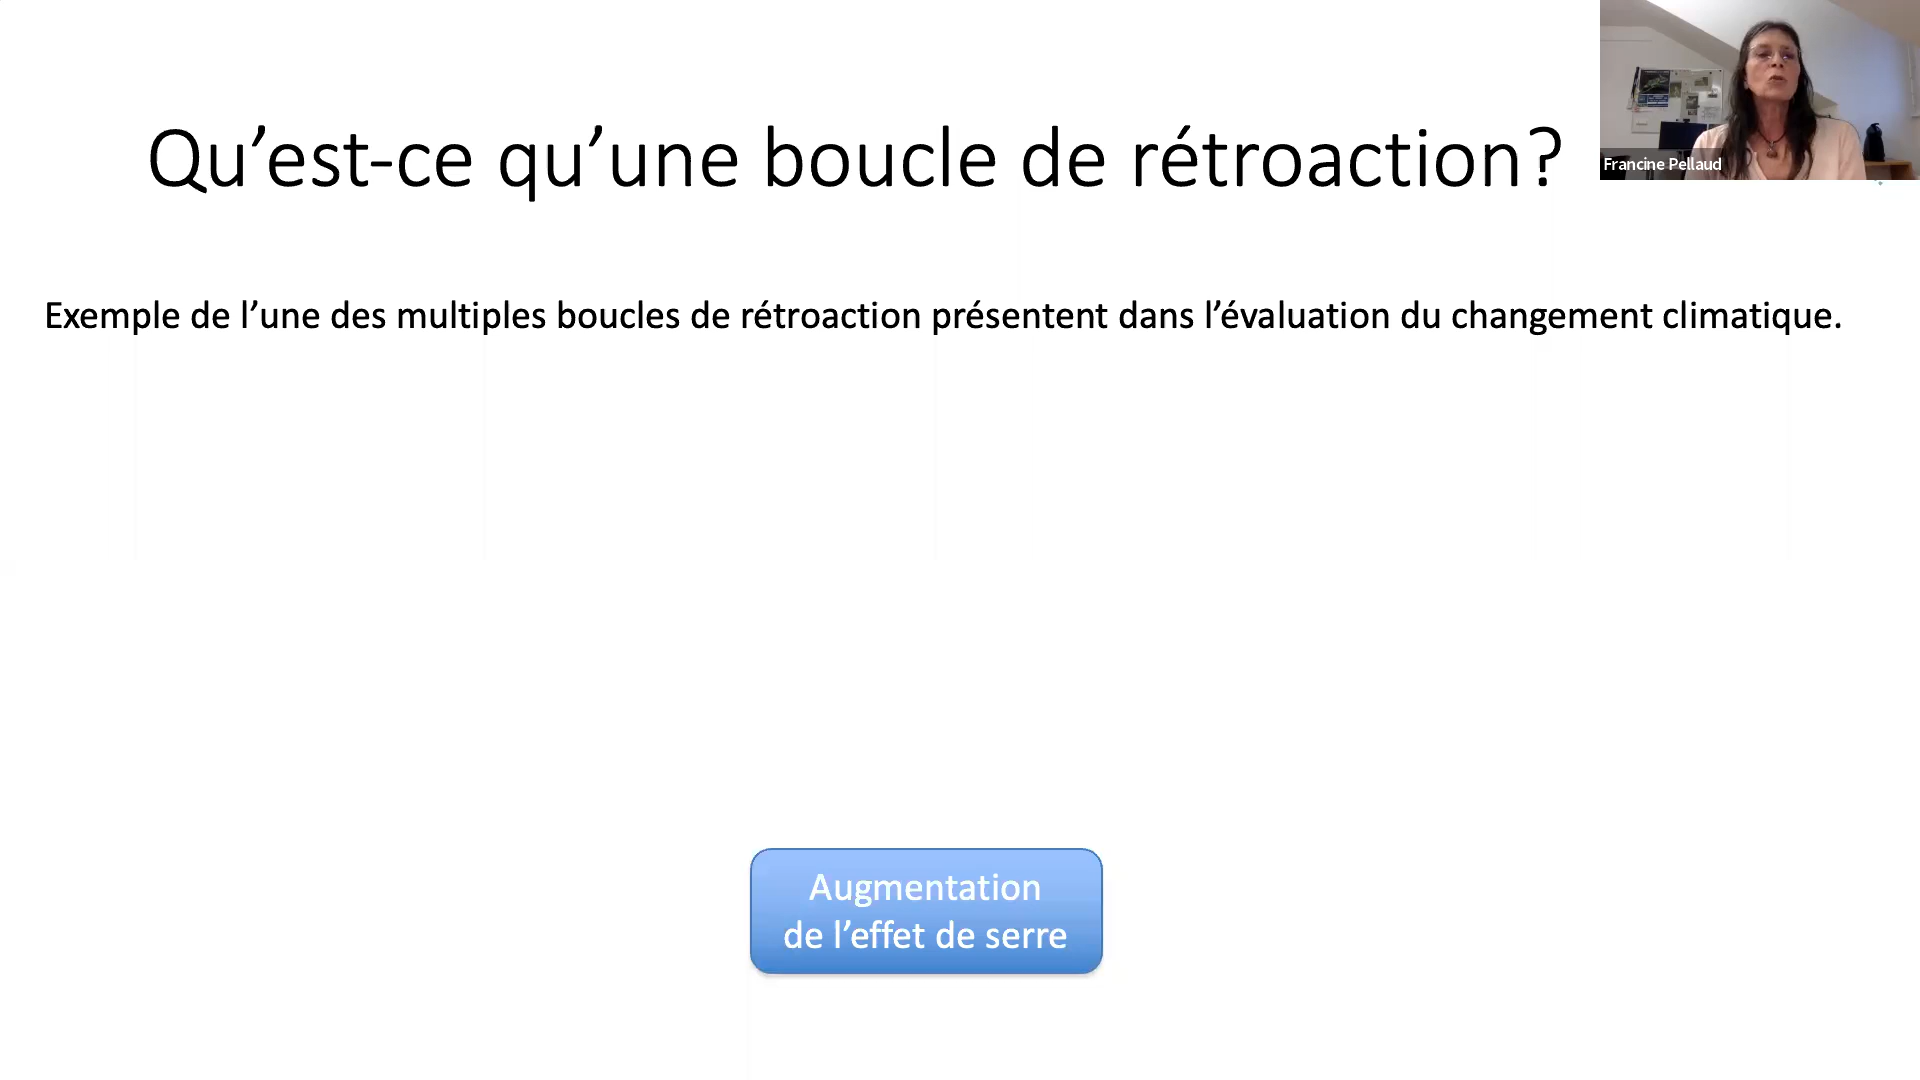 Qu’est-ce qu’une boucle de rétroaction?
Francine Pellaud
Exemple de l’une des multiples boucles de rétroaction présentent dans l’évaluation du changement climatique.
Augmentation
de l’effet de serre